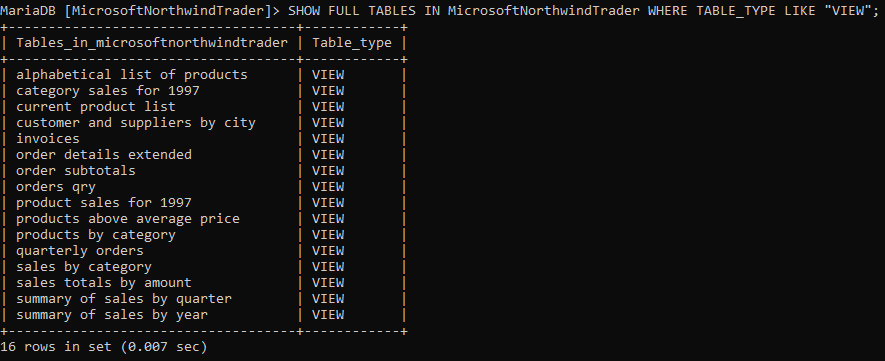 MariaDB [MicrosoftNorthwindTrader]> SHOW FULL TABLES IN MicrosoftNorthwindTrader WHERE TABLE_TYPE LIKE "VIEW";
+------------------------------------+------------+
| Tables_in_microsoftnorthwindtrader | Table_type |
+------------------------------------+------------+
| alphabetical list of products      | VIEW       |
| category sales for 1997            | VIEW       |
| current product list               | VIEW       |
| customer and suppliers by city     | VIEW       |
| invoices                           | VIEW       |
| order details extended             | VIEW       |
| order subtotals                    | VIEW       |
| orders qry                         | VIEW       |
| product sales for 1997             | VIEW       |
| products above average price       | VIEW       |
| products by category               | VIEW       |
| quarterly orders                   | VIEW       |
| sales by category                  | VIEW       |
| sales totals by amount             | VIEW       |
| summary of sales by quarter        | VIEW       |
| summary of sales by year           | VIEW       |
+------------------------------------+------------+
16 rows in set (0.007 sec)